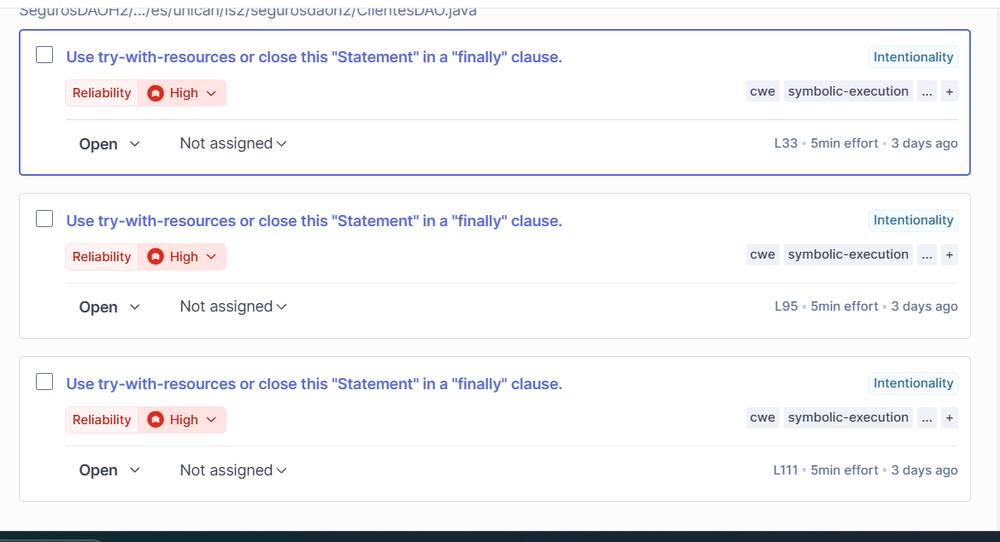 SegurosDAOH2/.../es/unican/is2/segurosdaoh2/ClientesDAO.java
Use try-with-resources or close this "Statement" in a "finally" clause.
Intentionality
Reliability High
cwe symbolic-execution ... +
Open Not assigned
L33 • 5min effort • 3 days ago
Use try-with-resources or close this "Statement" in a "finally" clause.
Intentionality
Reliability High
cwe symbolic-execution ... +
Open Not assigned
L95 • 5min effort • 3 days ago
Use try-with-resources or close this "Statement" in a "finally" clause.
Intentionality
Reliability High
cwe symbolic-execution ... +
Open Not assigned
L111 • 5min effort • 3 days ago